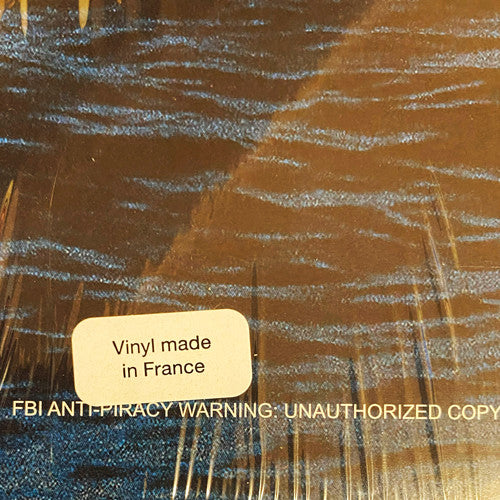 Vinyl made
in France
FBI ANTI-PIRACY WARNING: UNAUTHORIZED COPY